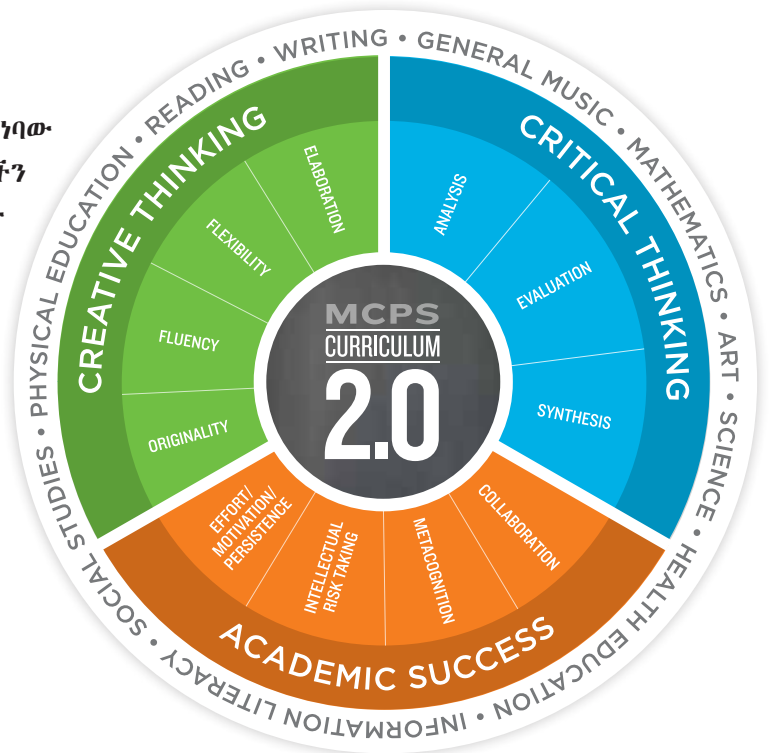 ነባው
ችን
MCPS
CURRICULUM
2.0
CREATIVE THINKING
ELABORATION
FLEXIBILITY
FLUENCY
ORIGINALITY
CRITICAL THINKING
ANALYSIS
EVALUATION
SYNTHESIS
ACADEMIC SUCCESS
EFFORT/
MOTIVATION/
PERSISTENCE
INTELLECTUAL
RISK TAKING
METACOGNITION
COLLABORATION
READING • WRITING • GENERAL MUSIC • MATHEMATICS • ART • SCIENCE • HEALTH EDUCATION • INFORMATION LITERACY • SOCIAL STUDIES • PHYSICAL EDUCATION •